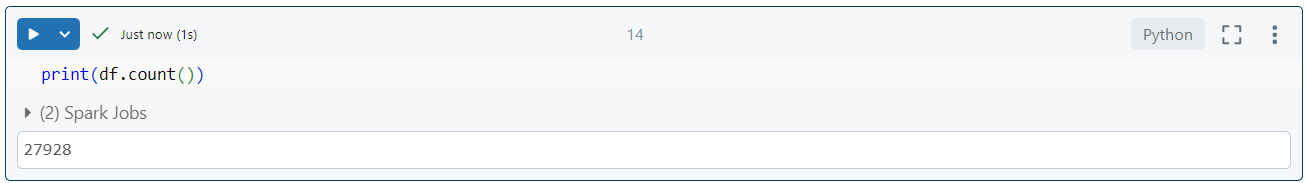 Just now (1s)
14
Python
print(df.count())
(2) Spark Jobs
27928